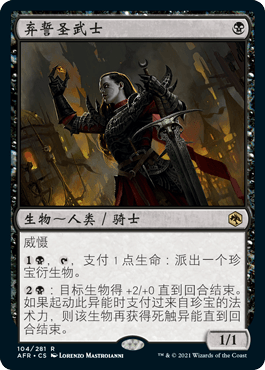 弃誓圣武士
生物～人类／骑士
威慑
1，，支付1点生命：派出一个珍
宝衍生物。
2：目标生物得+2/+0直到回合结束。
如果起动此异能时支付过来自珍宝的法
术力，则该生物再获得死触异能直到回
合结束。
1/1
104/281 R
AFR • CS LORENZO MASTROIANNI
™ & © 2021 Wizards of the Coast